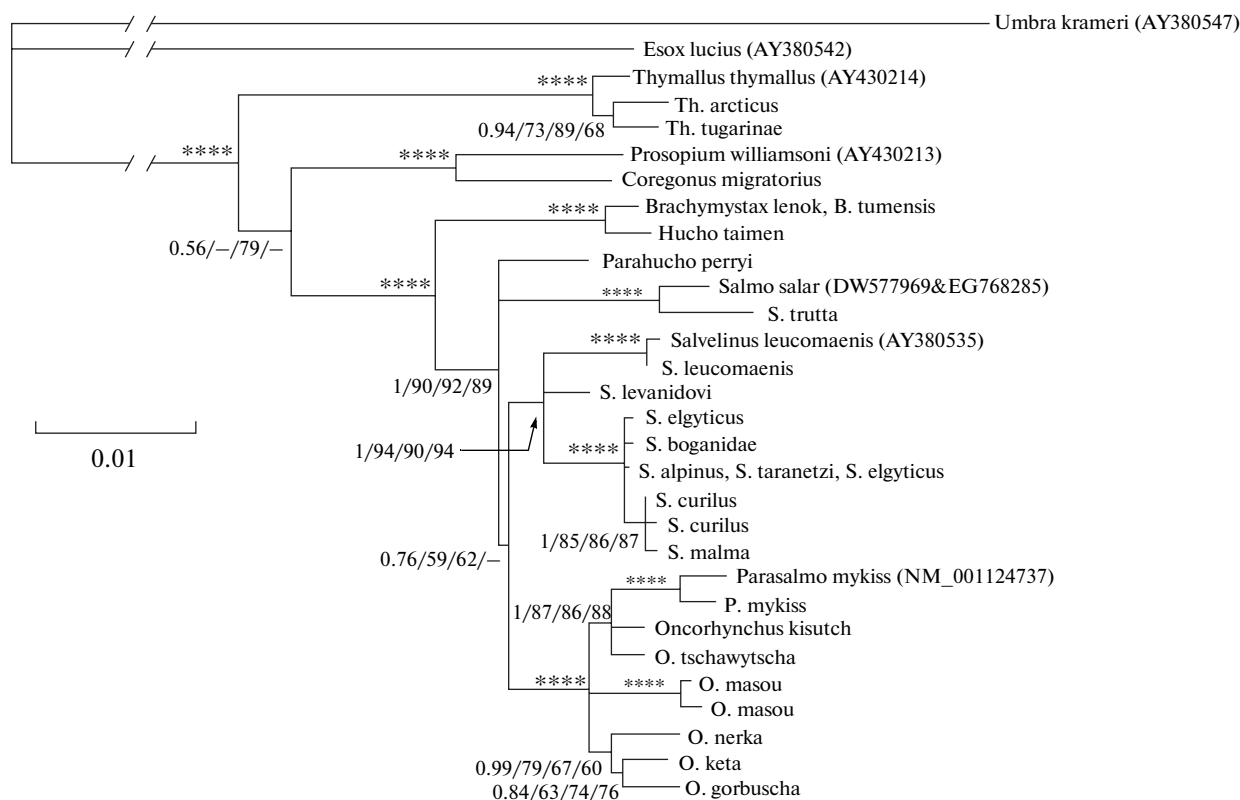 Umbra krameri (AY380547)
Esox lucius (AY380542)
Thymallus thymallus (AY430214)
****
Th. arcticus
0.94/73/89/68
Th. tugarinae
****
****
Prosopium williamsoni (AY430213)
Coregonus migratorius
****
Brachymystax lenok, B. tumensis
Hucho taimen
0.56/–/79/–
Parahucho perryi
****
****
Salmo salar (DW577969&EG768285)
S. trutta
****
Salvelinus leucomaenis (AY380535)
S. leucomaenis
1/90/92/89
S. levanidovi
S. elgyticus
0.01
1/94/90/94
****
S. boganidae
S. alpinus, S. taranetzi, S. elgyticus
S. curilus
S. curilus
1/85/86/87
S. malma
0.76/59/62/–
****
Parasalmo mykiss (NM_001124737)
P. mykiss
1/87/86/88
Oncorhynchus kisutch
O. tschawytscha
****
****
O. masou
O. masou
O. nerka
0.99/79/67/60
O. keta
0.84/63/74/76
O. gorbuscha